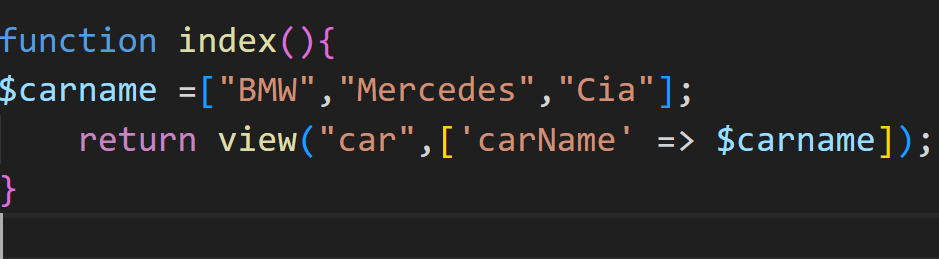 function index(){
$carname =["BMW","Mercedes","Cia"];
return view("car",['carName' => $carname]);
}